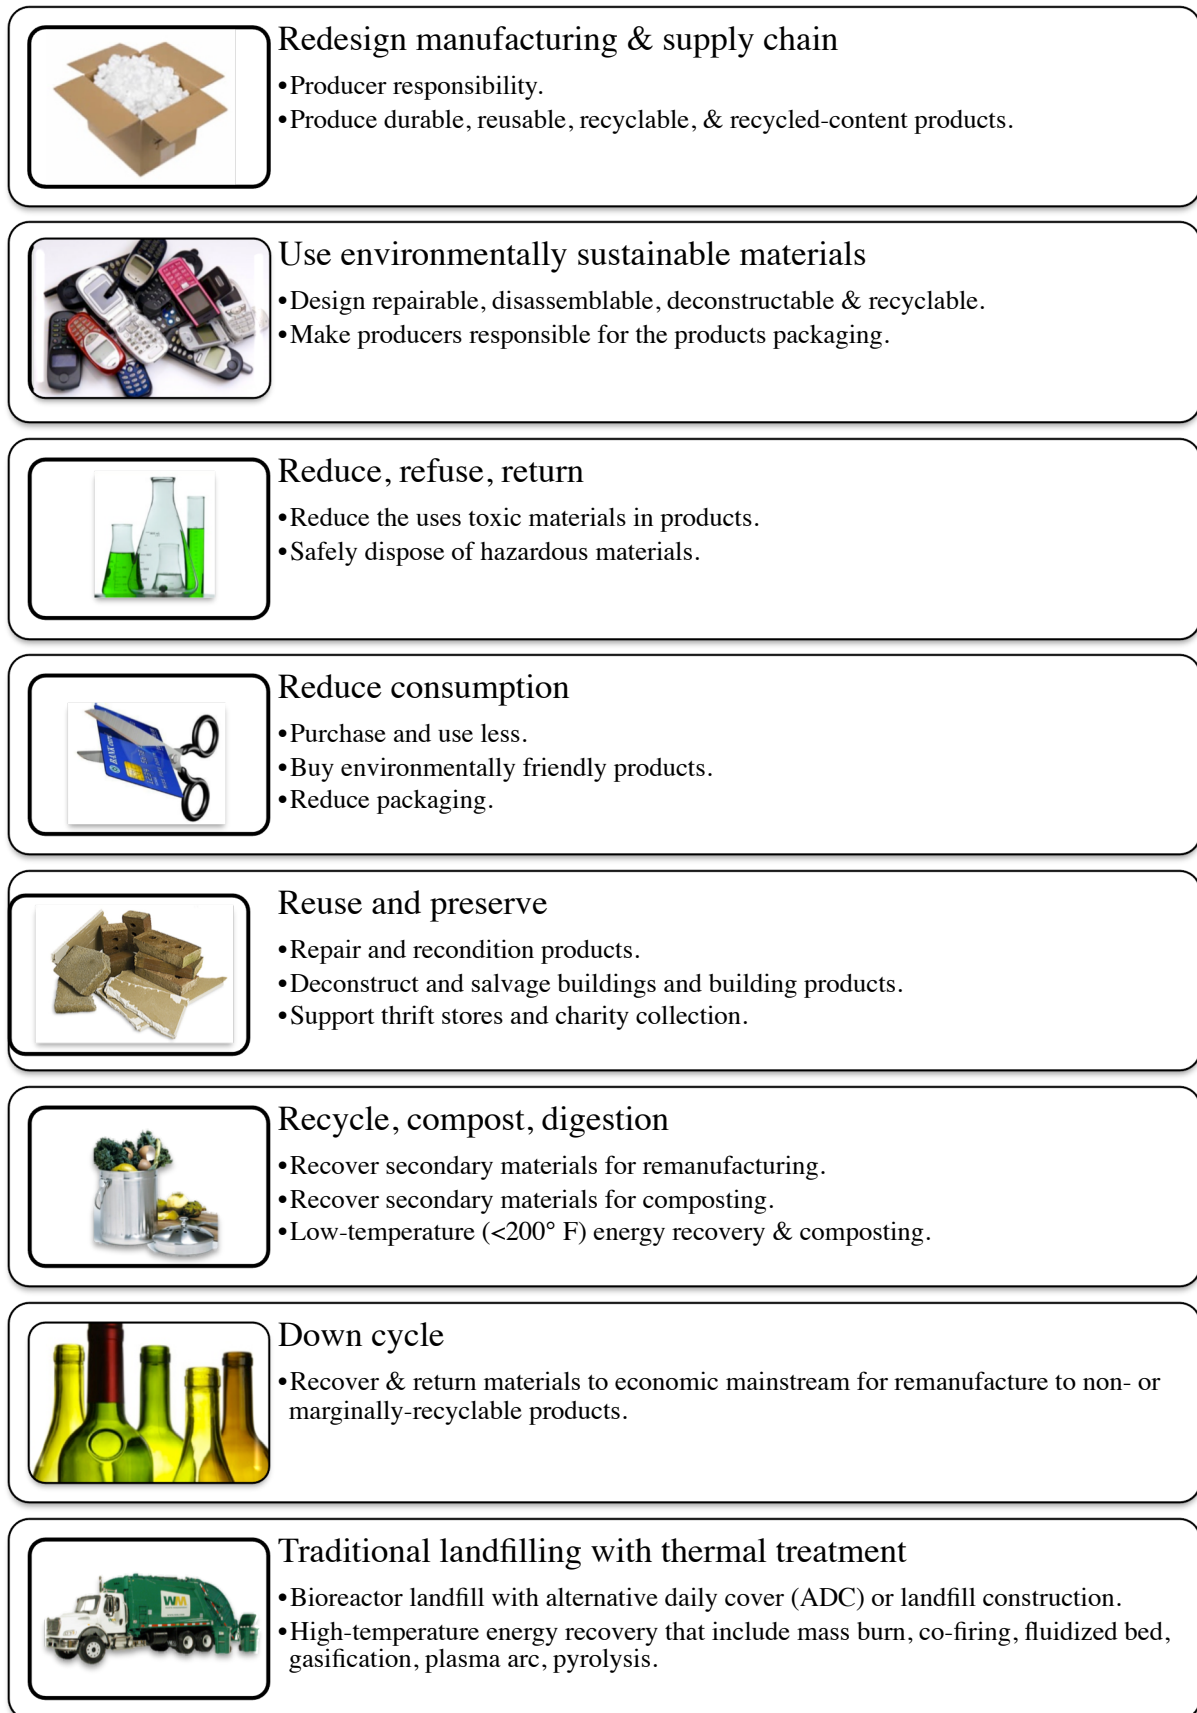 Redesign manufacturing & supply chain
•Producer responsibility.
•Produce durable, reusable, recyclable, & recycled-content products.
Use environmentally sustainable materials
•Design repairable, disassemblable, deconstructable & recyclable.
•Make producers responsible for the products packaging.
Reduce, refuse, return
•Reduce the uses toxic materials in products.
•Safely dispose of hazardous materials.
Reduce consumption
•Purchase and use less.
•Buy environmentally friendly products.
•Reduce packaging.
Reuse and preserve
•Repair and recondition products.
•Deconstruct and salvage buildings and building products.
•Support thrift stores and charity collection.
Recycle, compost, digestion
•Recover secondary materials for remanufacturing.
•Recover secondary materials for composting.
•Low-temperature (<200° F) energy recovery & composting.
Down cycle
•Recover & return materials to economic mainstream for remanufacture to non- or
marginally-recyclable products.
WM
Traditional landfilling with thermal treatment
•Bioreactor landfill with alternative daily cover (ADC) or landfill construction.
•High-temperature energy recovery that include mass burn, co-firing, fluidized bed,
gasification, plasma arc, pyrolysis.